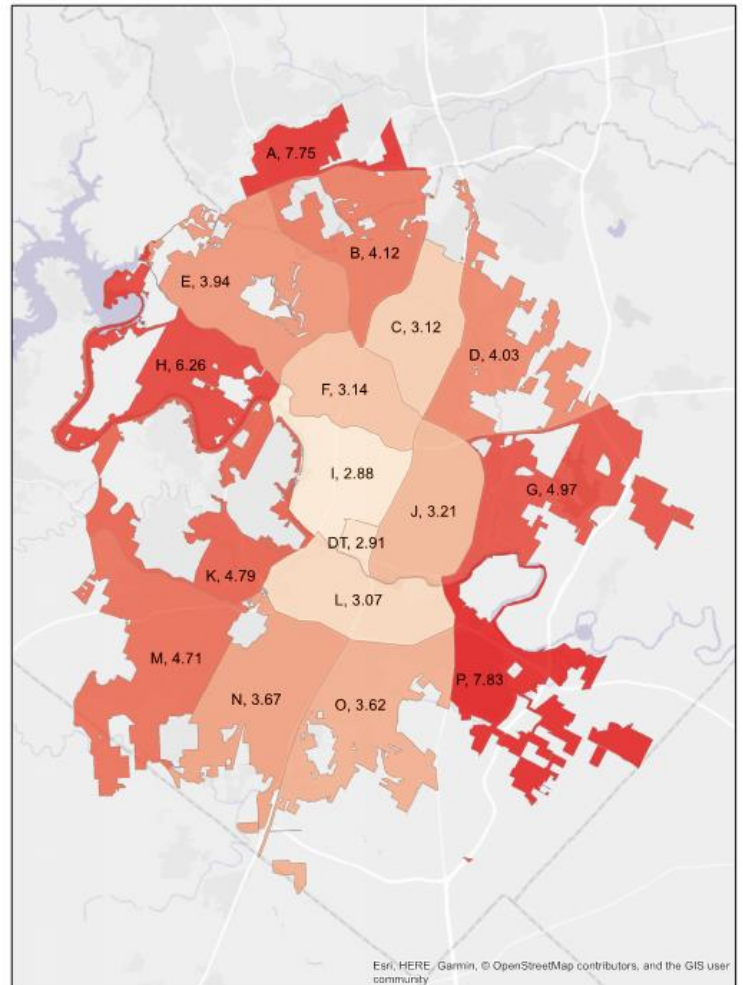 A, 7.75
B, 4.12
E, 3.94
C, 3.12
D, 4.03
H, 6.26
F, 3.14
I, 2.88
G, 4.97
J, 3.21
DT, 2.91
K, 4.79
L, 3.07
M, 4.71
P, 7.83
N, 3.67
O, 3.62
Esri, HERE, Garmin, © OpenStreetMap contributors, and the GIS user
community